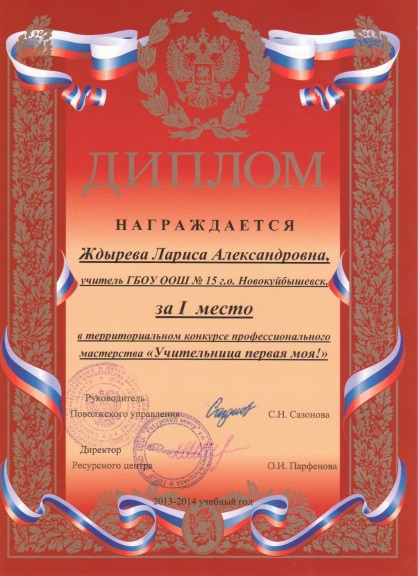 ДИПЛОМ
НАГРАЖДАЕТСЯ
Ждырева Лариса Александровна,
учитель ГБОУ ООШ № 15 г.о. Новокуйбышевск,
за I место
в территориальном конкурсе профессионального
мастерства «Учительница первая моя!»
Руководитель
Поволжского управления С.Н. Сазонова
Директор
Ресурсного центра О.И. Парфенова
2013-2014 учебный год